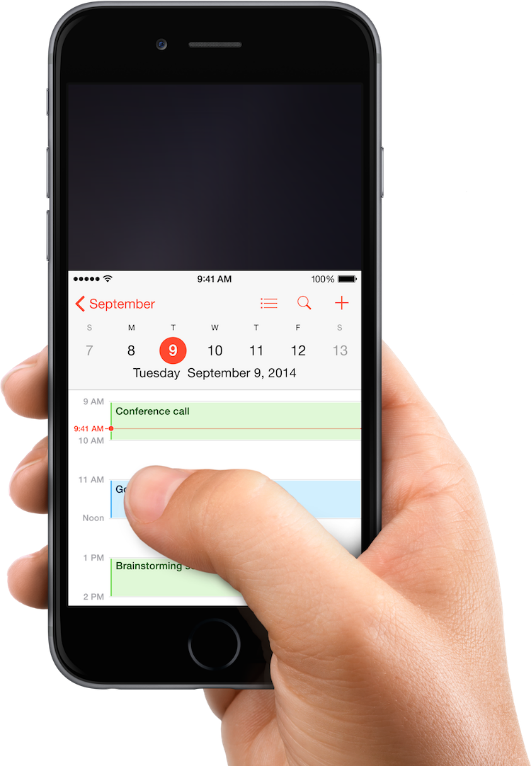 9:41 AM 100%
September
S M T W T F S
7 8 9 10 11 12 13
Tuesday September 9, 2014
9 AM
Conference call
9:41 AM
10 AM
11 AM
Noon
1 PM
Brainstorming
2 PM